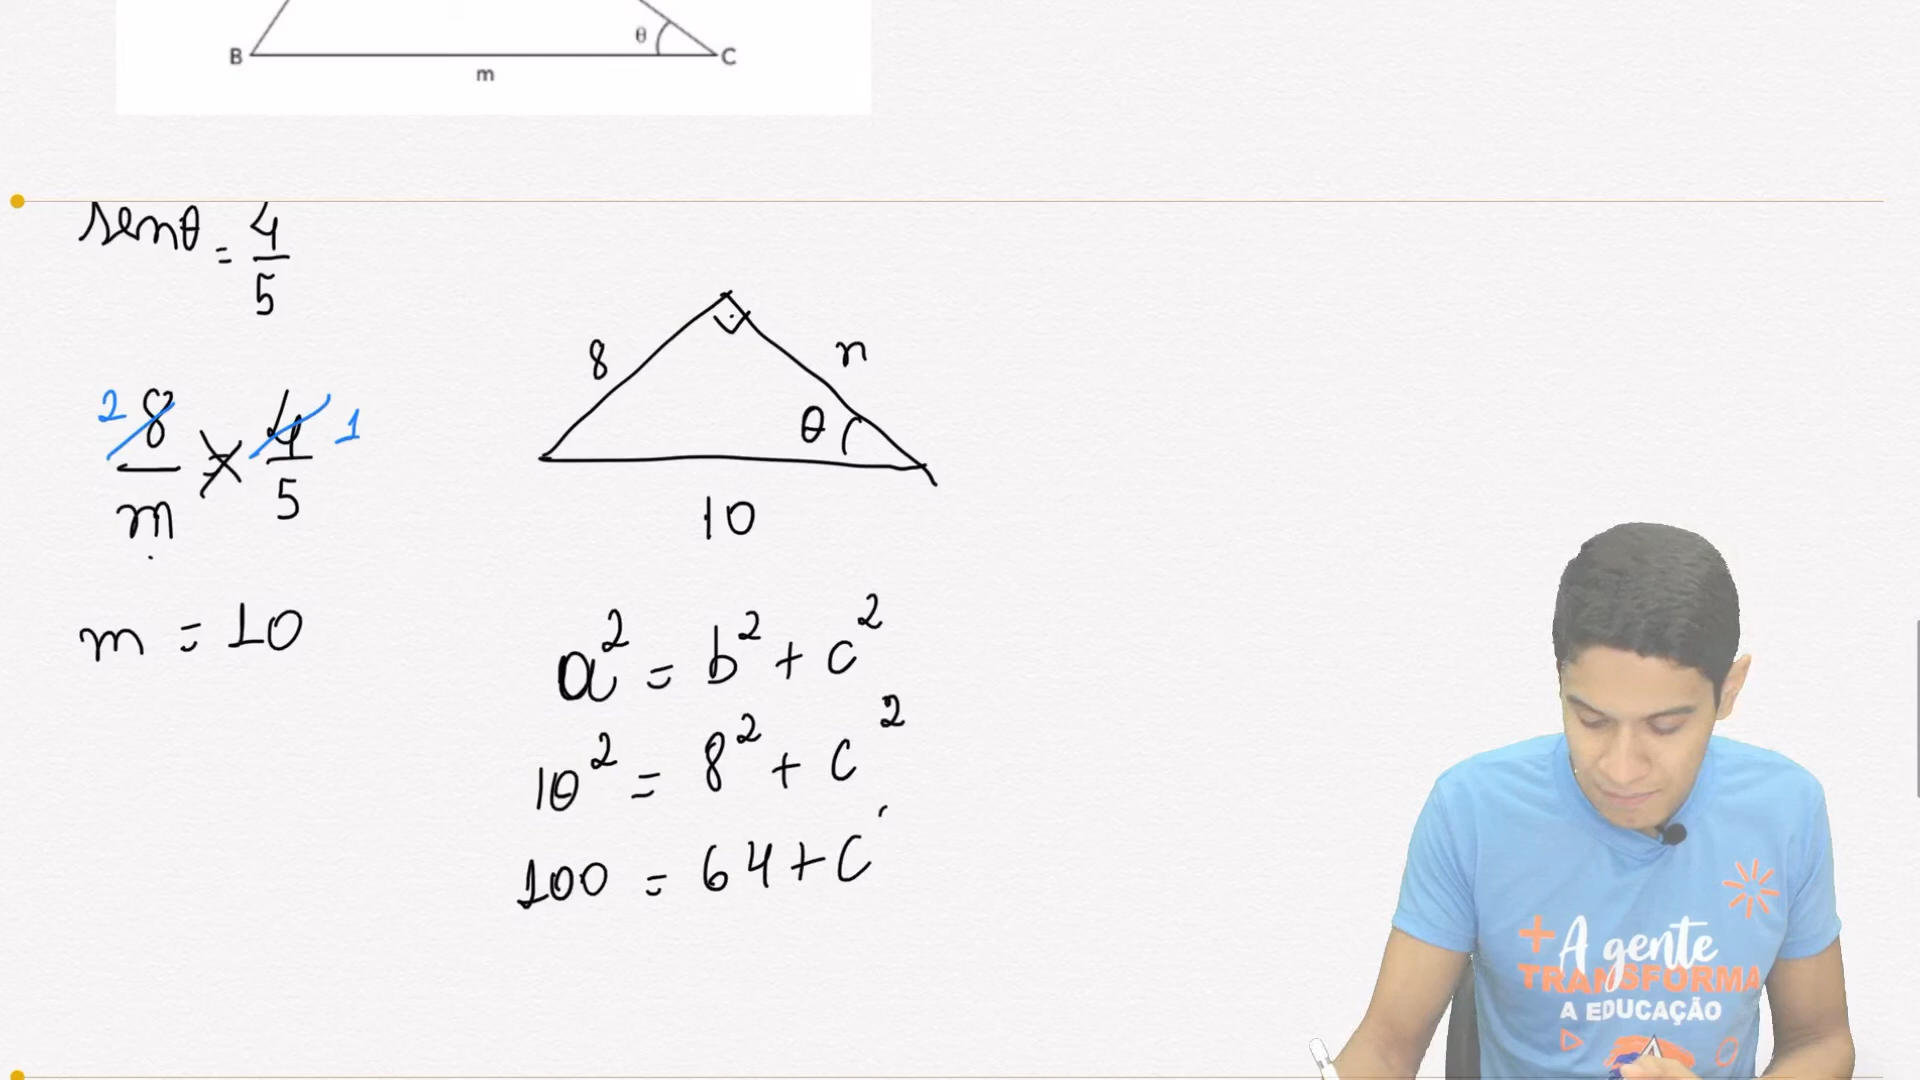 B
θ
C
m
senθ = 4/5
8
n
θ
10
2 8/m = 4/5 1
m = 10
a² = b² + c²
10² = 8² + c²
100 = 64 + c
+ A gente
TRANSFORMA
A EDUCAÇÃO